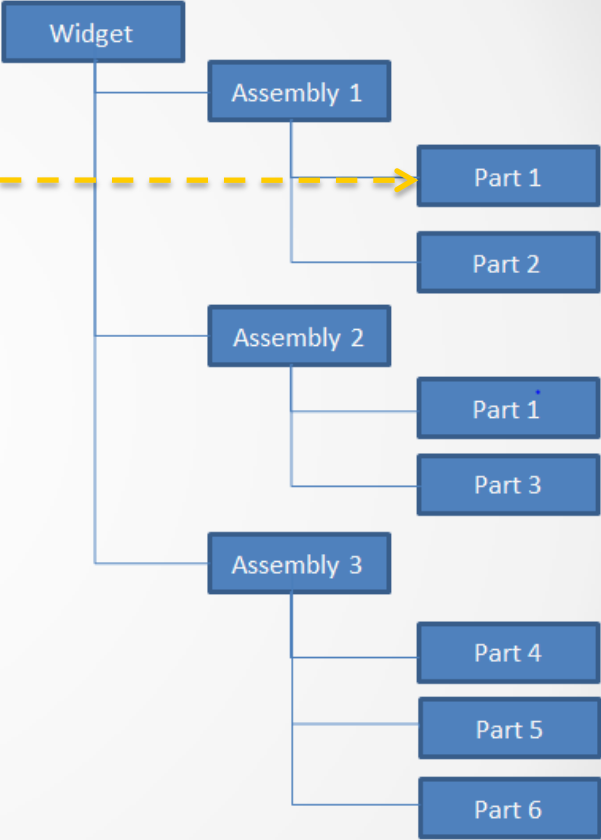 Widget
Assembly 1
Part 1
Part 2
Assembly 2
Part 1
Part 3
Assembly 3
Part 4
Part 5
Part 6